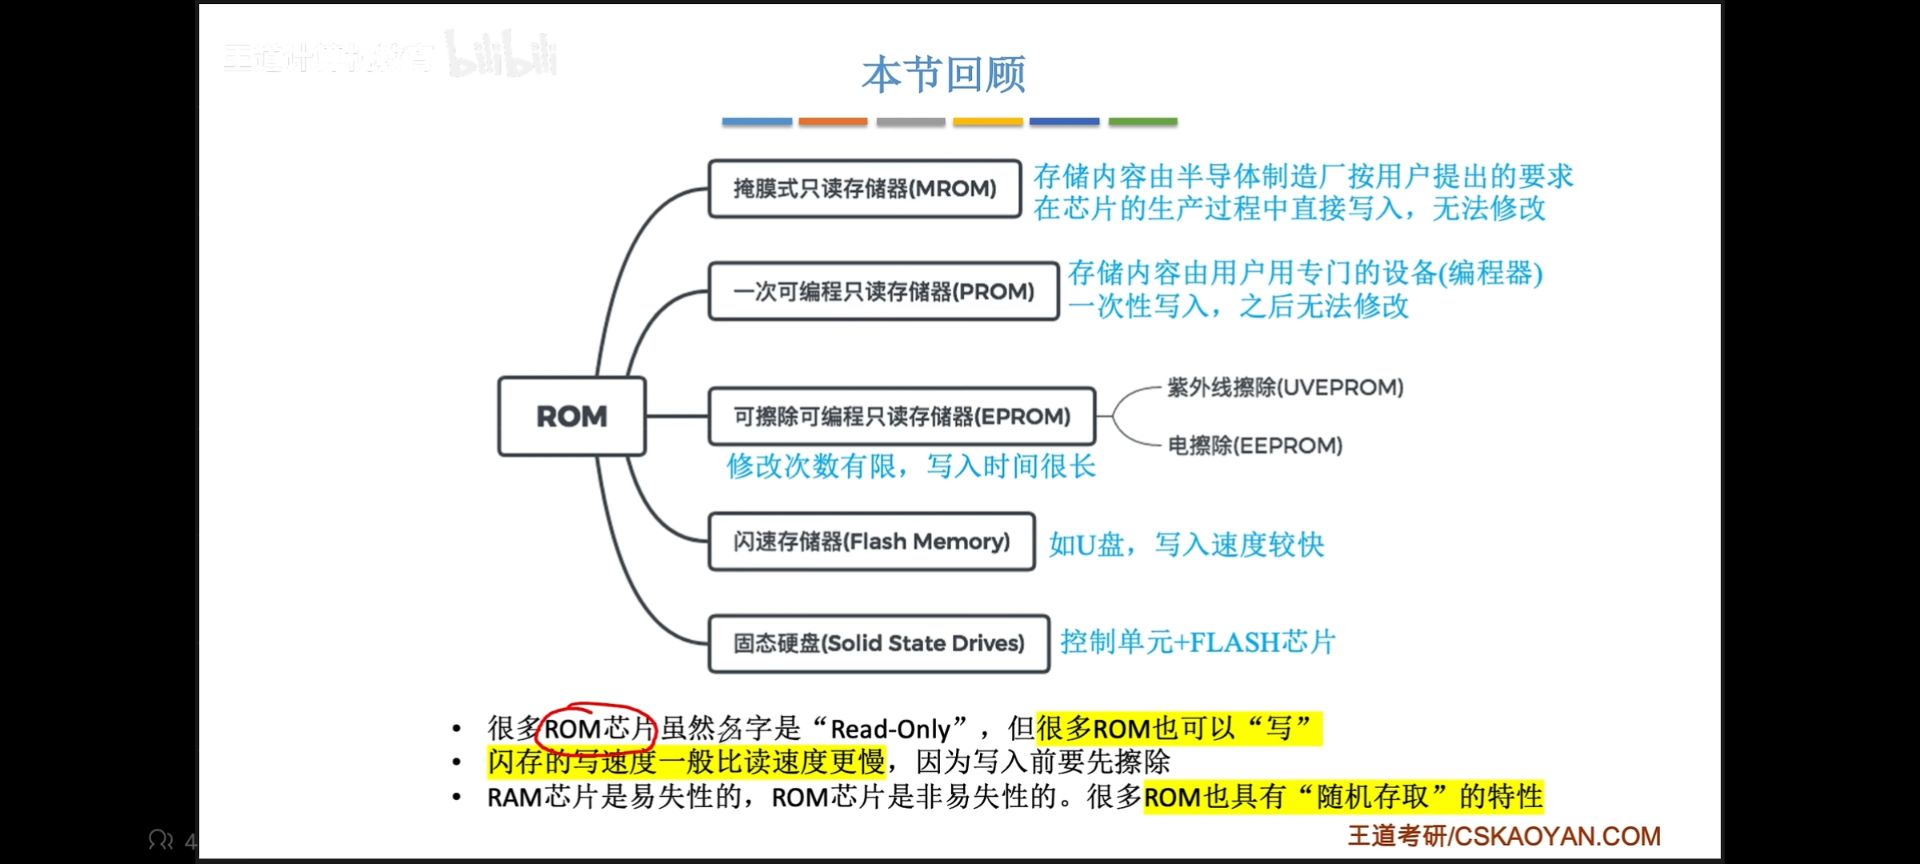 王道计算机教育 bilibili
本节回顾
掩膜式只读存储器(MROM)
存储内容由半导体制造厂按用户提出的要求
在芯片的生产过程中直接写入，无法修改
一次可编程只读存储器(PROM)
存储内容由用户用专门的设备(编程器)
一次性写入，之后无法修改
ROM
可擦除可编程只读存储器(EPROM)
紫外线擦除(UVEPROM)
电擦除(EEPROM)
修改次数有限，写入时间很长
闪速存储器(Flash Memory)
如U盘，写入速度较快
固态硬盘(Solid State Drives)
控制单元+FLASH芯片
• 很多ROM芯片虽然名字是“Read-Only”，但很多ROM也可以“写”
• 闪存的写速度一般比读速度更慢，因为写入前要先擦除
• RAM芯片是易失性的，ROM芯片是非易失性的。很多ROM也具有“随机存取”的特性
王道考研/CSKAOYAN.COM
4